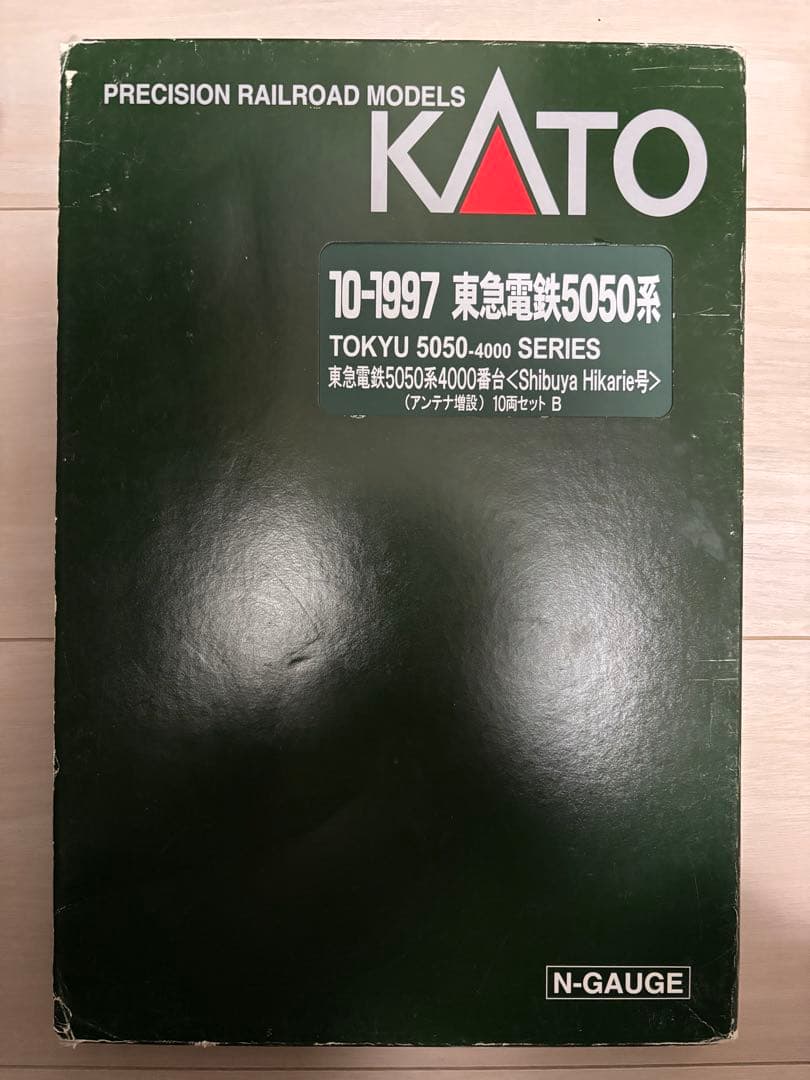 PRECISION RAILROAD MODELS
KATO
10-1997 東急電鉄5050系
TOKYU 5050-4000 SERIES
東急電鉄5050系4000番台<Shibuya Hikarie号>
(アンテナ増設) 10両セット B
N-GAUGE